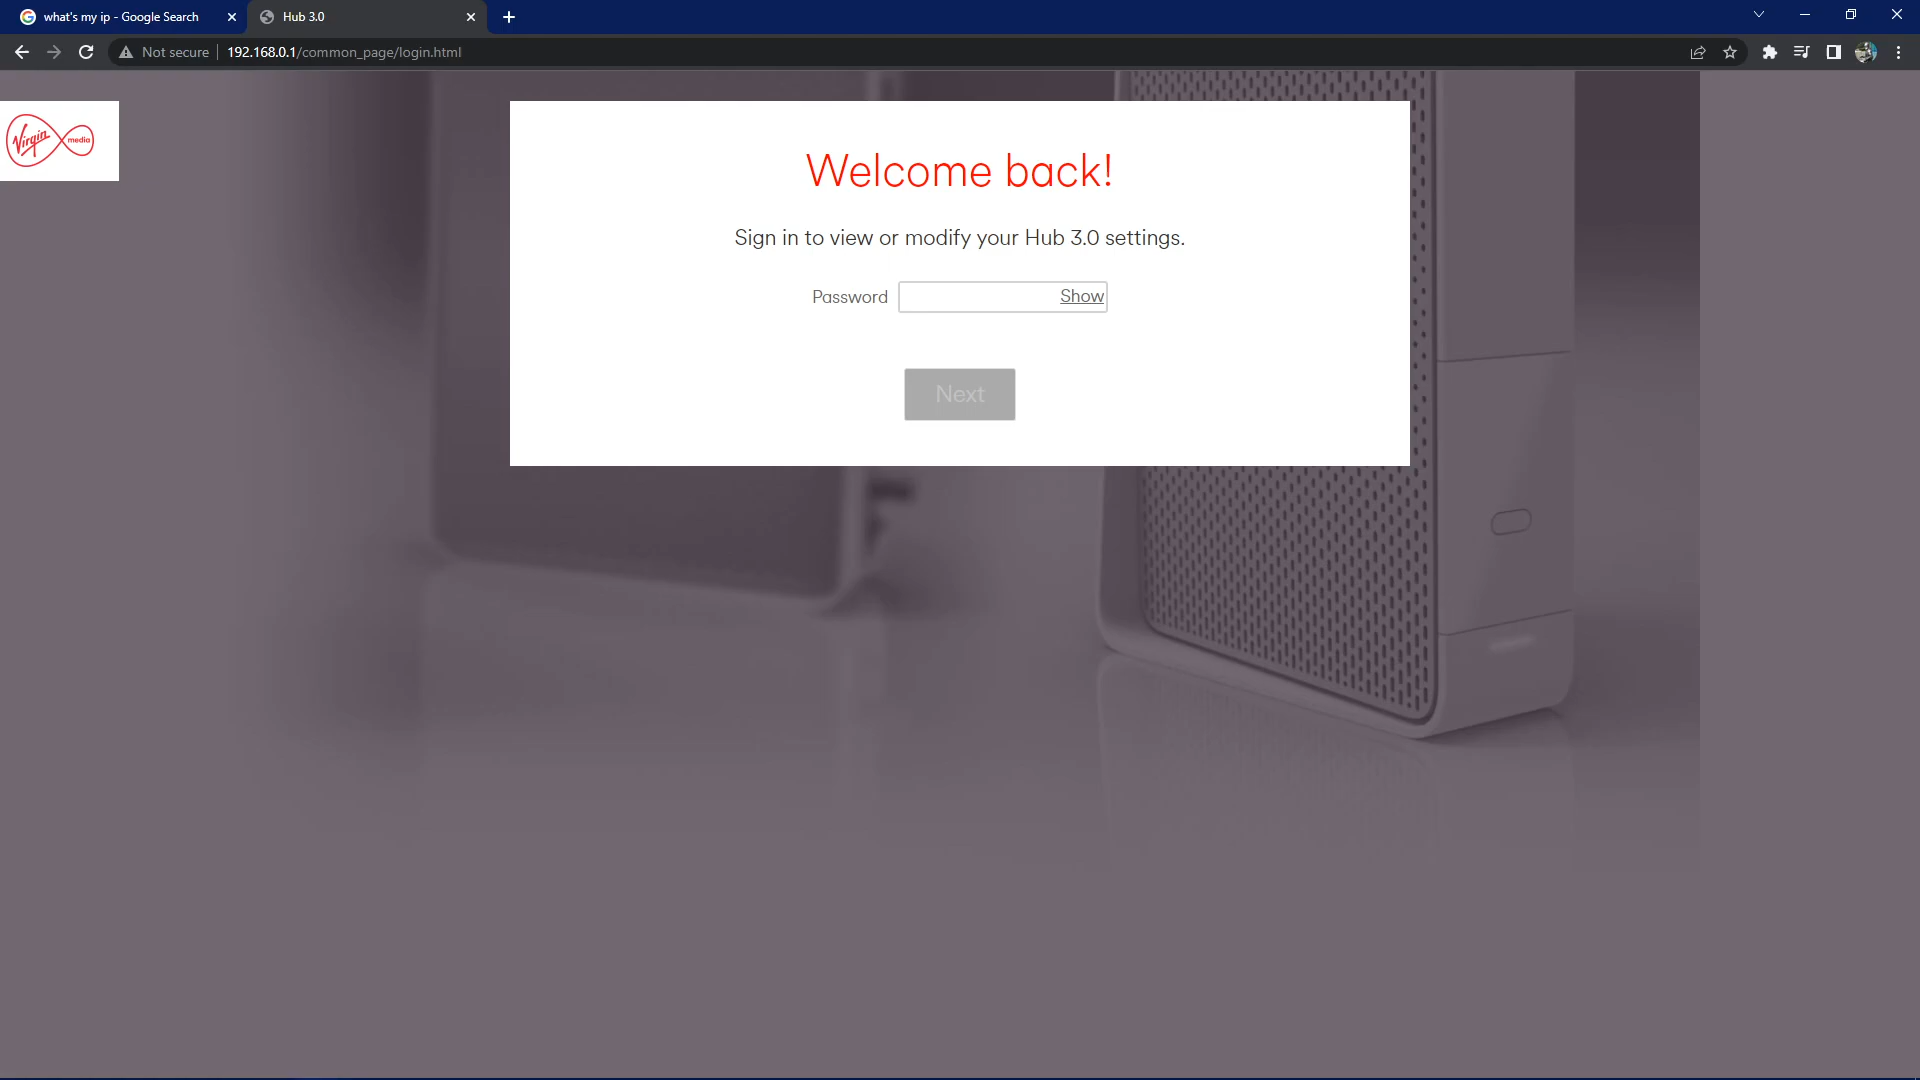 what's my ip - Google Search
Hub 3.0
Not secure
192.168.0.1/common_page/login.html
Virgin media
Welcome back!
Sign in to view or modify your Hub 3.0 settings.
Password
Show
Next